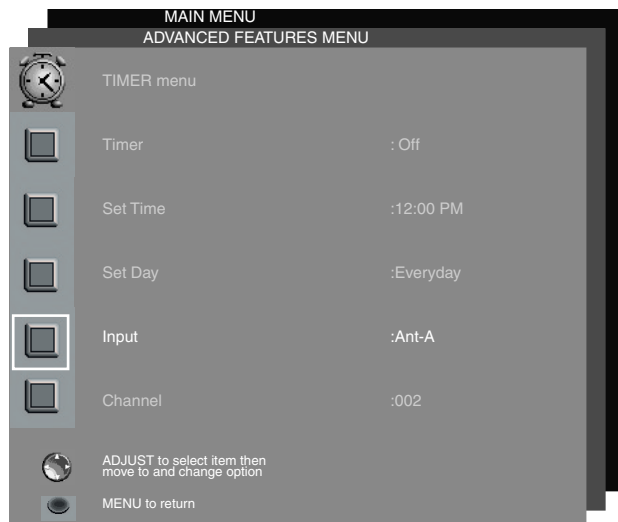 MAIN MENU
ADVANCED FEATURES MENU
TIMER menu
Timer : Off
Set Time :12:00 PM
Set Day :Everyday
Input :Ant-A
Channel :002
ADJUST to select item then
move to and change option
MENU to return